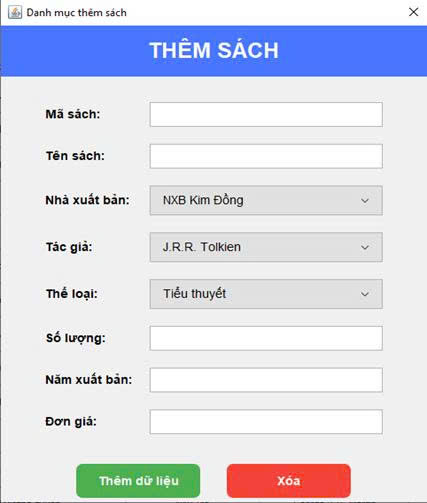 Danh mục thêm sách
THÊM SÁCH
Mã sách:
Tên sách:
Nhà xuất bản: NXB Kim Đồng
Tác giả: J.R.R. Tolkien
Thể loại: Tiểu thuyết
Số lượng:
Năm xuất bản:
Đơn giá:
Thêm dữ liệu Xóa